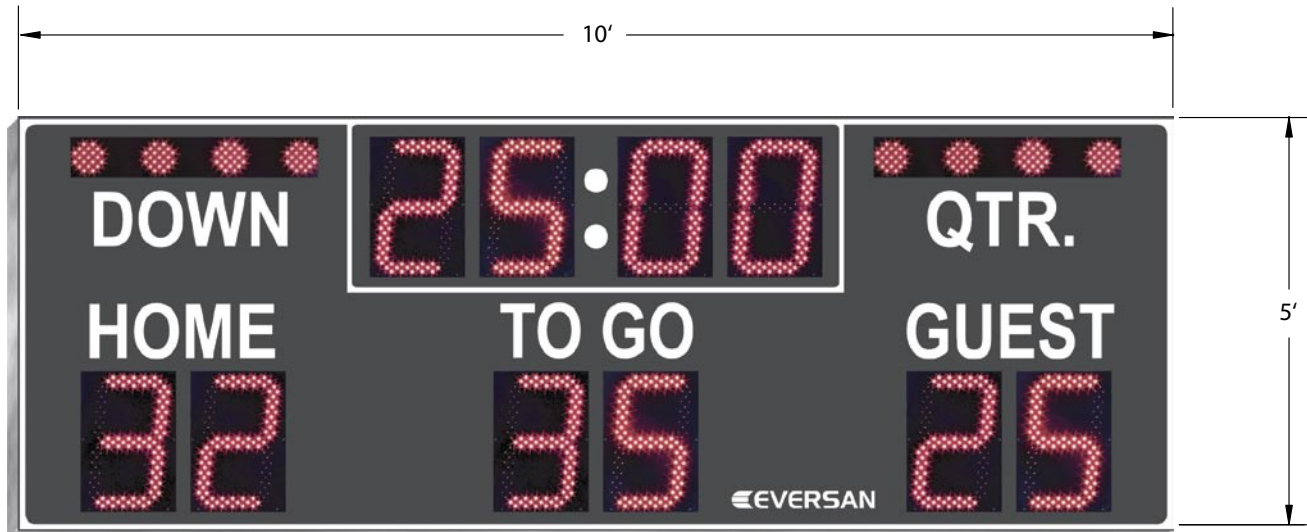 10‘
25:00
DOWN
QTR.
5‘
HOME
TO GO
GUEST
32
35
25
EVERSAN